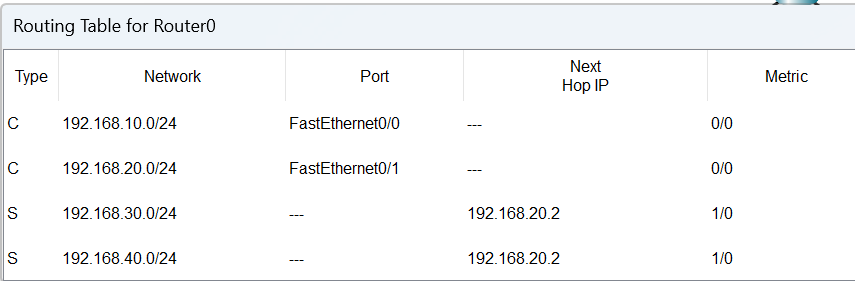 Routing Table for Router0
Type Network Port Next Hop IP Metric
C 192.168.10.0/24 FastEthernet0/0 --- 0/0
C 192.168.20.0/24 FastEthernet0/1 --- 0/0
S 192.168.30.0/24 --- 192.168.20.2 1/0
S 192.168.40.0/24 --- 192.168.20.2 1/0